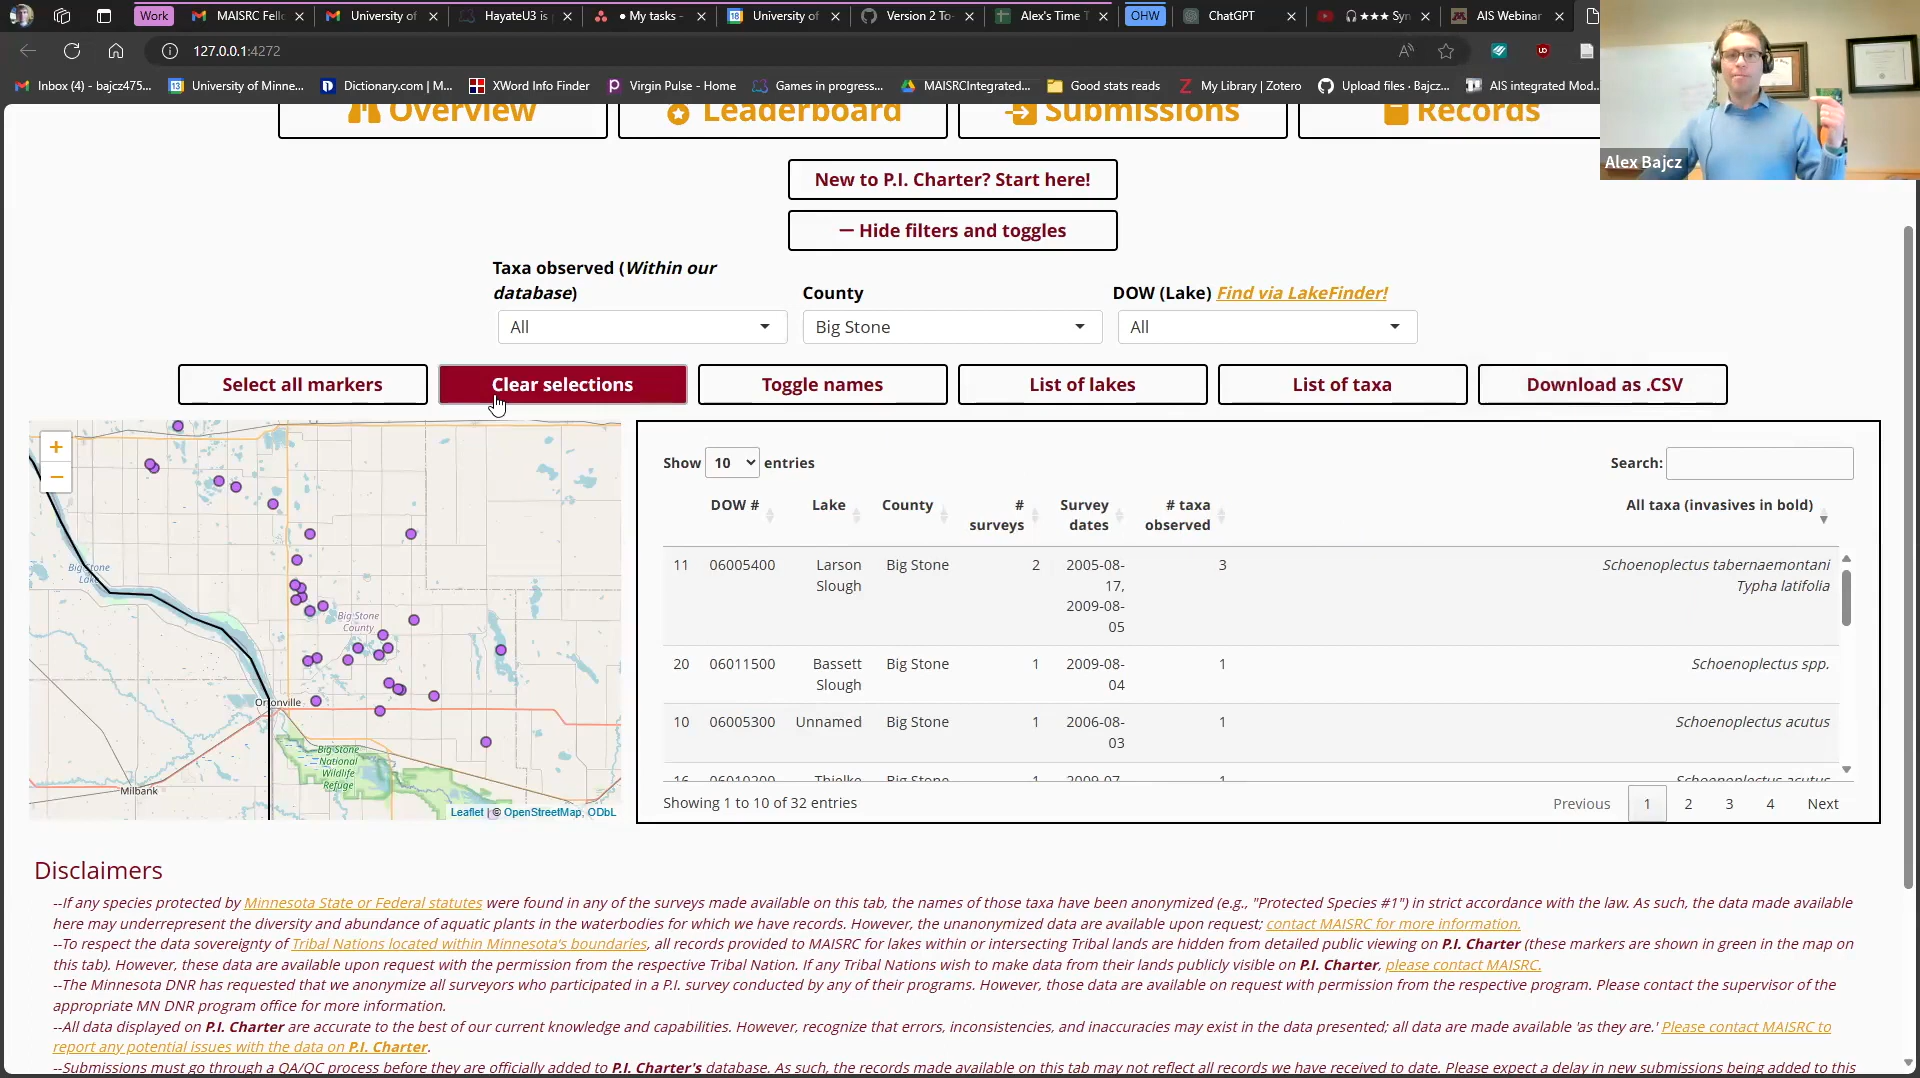 Work
MAISRC Fell
University of
HayateU3 is
• My tasks -
University of
Version 2 To
Alex's Time T
OHW
ChatGPT
★★★ Syn
AIS Webinar
127.0.0.1:4272
Inbox (4) - bajcz475...
University of Minne...
Dictionary.com | M...
XWord Info Finder
Virgin Pulse - Home
Games in progress...
MAISRCIntegrated...
Good stats reads
My Library | Zotero
Upload files · Bajcz...
AIS integrated Mod...
Alex Bajcz
Overview
Leaderboard
Submissions
Records
New to P.I. Charter? Start here!
— Hide filters and toggles
Taxa observed (Within our
database)
County
DOW (Lake) Find via LakeFinder!
All
Big Stone
All
Select all markers
Clear selections
Toggle names
List of lakes
List of taxa
Download as .CSV
+
−
Big Stone
Lake
Big Stone
County
Ortonville
Big Stone
National
Wildlife
Refuge
Milbank
Leaflet | © OpenStreetMap, ODbL
Show 10 entries
Search:
DOW #
Lake
County
#
surveys
Survey
dates
# taxa
observed
All taxa (invasives in bold)
11 06005400 Larson Big Stone 2 2005-08- 3 Schoenoplectus tabernaemontani
Slough 17, Typha latifolia
2009-08-
05
20 06011500 Bassett Big Stone 1 2009-08- 1 Schoenoplectus spp.
Slough 04
10 06005300 Unnamed Big Stone 1 2006-08- 1 Schoenoplectus acutus
03
16 06010200 Thielke Big Stone 1 2009-07- 1 Schoenoplectus acutus
Showing 1 to 10 of 32 entries
Previous 1 2 3 4 Next
Disclaimers
--If any species protected by Minnesota State or Federal statutes were found in any of the surveys made available on this tab, the names of those taxa have been anonymized (e.g., "Protected Species #1") in strict accordance with the law. As such, the data made available
here may underrepresent the diversity and abundance of aquatic plants in the waterbodies for which we have records. However, the unanonymized data are available upon request; contact MAISRC for more information.
--To respect the data sovereignty of Tribal Nations located within Minnesota's boundaries, all records provided to MAISRC for lakes within or intersecting Tribal lands are hidden from detailed public viewing on P.I. Charter (these markers are shown in green in the map on
this tab). However, these data are available upon request with the permission from the respective Tribal Nation. If any Tribal Nations wish to make data from their lands publicly visible on P.I. Charter, please contact MAISRC.
--The Minnesota DNR has requested that we anonymize all surveyors who participated in a P.I. survey conducted by any of their programs. However, those data are available on request with permission from the respective program. Please contact the supervisor of the
appropriate MN DNR program office for more information.
--All data displayed on P.I. Charter are accurate to the best of our current knowledge and capabilities. However, recognize that errors, inconsistencies, and inaccuracies may exist in the data presented; all data are made available 'as they are.' Please contact MAISRC to
report any potential issues with the data on P.I. Charter.
--Submissions must go through a QA/QC process before they are officially added to P.I. Charter's database. As such, the records made available on this tab may not reflect all records we have received to date. Please expect a delay in new submissions being added to this